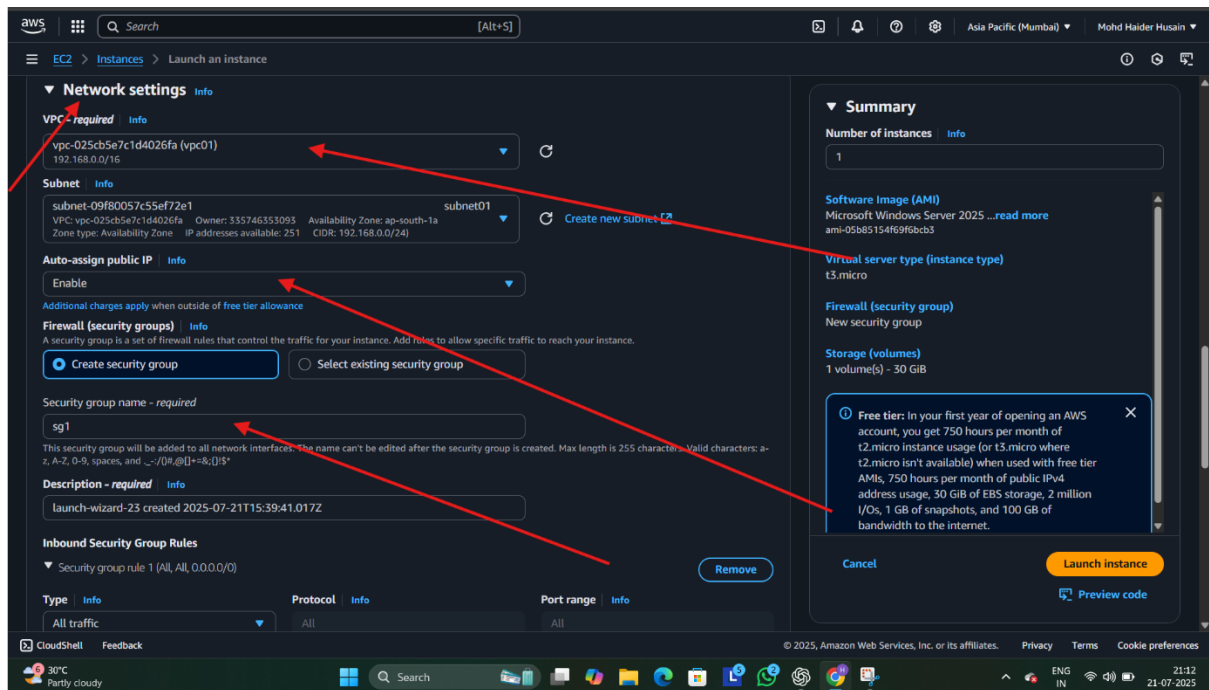 aws
Search [Alt+S]
Asia Pacific (Mumbai) ▼ Mohd Haider Husain ▼
EC2 > Instances > Launch an instance
▼ Network settings Info
VPC - required Info
vpc-025cb5e7c1d4026fa (vpc01)
192.168.0.0/16
Subnet Info
subnet-09f80057c55ef72e1 subnet01
VPC: vpc-025cb5e7c1d4026fa Owner: 335746353093 Availability Zone: ap-south-1a
Zone type: Availability Zone IP addresses available: 251 CIDR: 192.168.0.0/24)
Create new subnet
Auto-assign public IP Info
Enable
Additional charges apply when outside of free tier allowance
Firewall (security groups) Info
A security group is a set of firewall rules that control the traffic for your instance. Add rules to allow specific traffic to reach your instance.
Create security group
Select existing security group
Security group name - required
sg1
This security group will be added to all network interfaces. The name can't be edited after the security group is created. Max length is 255 characters. Valid characters: a-
z, A-Z, 0-9, spaces, and ._-:/()#,@[]+=&;{}!$*
Description - required Info
launch-wizard-23 created 2025-07-21T15:39:41.017Z
Inbound Security Group Rules
▼ Security group rule 1 (All, All, 0.0.0.0/0)
Remove
Type Info Protocol Info Port range Info
All traffic All All
▼ Summary
Number of instances Info
1
Software Image (AMI)
Microsoft Windows Server 2025 ...read more
ami-05b85154f69f6bcb3
Virtual server type (instance type)
t3.micro
Firewall (security group)
New security group
Storage (volumes)
1 volume(s) - 30 GiB
Free tier: In your first year of opening an AWS
account, you get 750 hours per month of
t2.micro instance usage (or t3.micro where
t2.micro isn't available) when used with free tier
AMIs, 750 hours per month of public IPv4
address usage, 30 GiB of EBS storage, 2 million
I/Os, 1 GB of snapshots, and 100 GB of
bandwidth to the internet.
Cancel Launch instance
Preview code
CloudShell Feedback © 2025, Amazon Web Services, Inc. or its affiliates. Privacy Terms Cookie preferences
6 30°C
Partly cloudy
Search
ENG
IN
21:12
21-07-2025